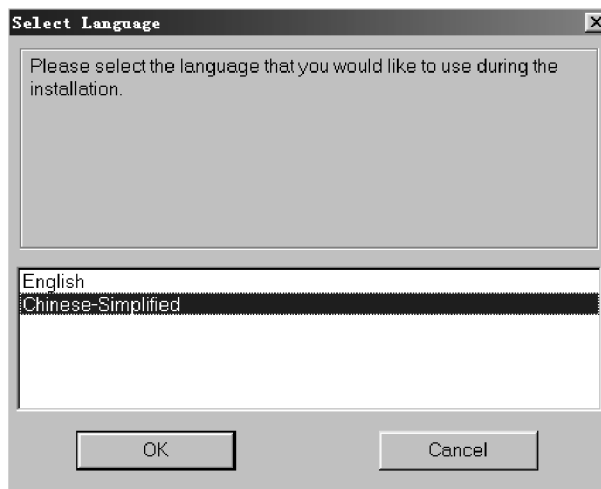 Select Language
Please select the language that you would like to use during the
installation.
English
Chinese-Simplified
OK
Cancel